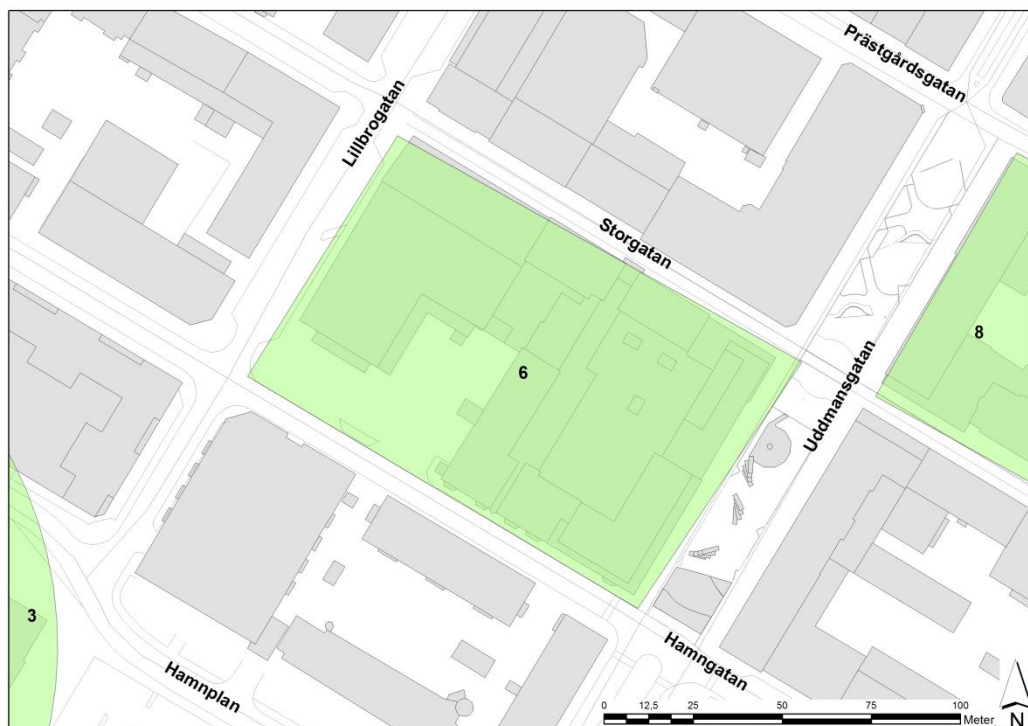 Prästgårdsgatan
Lillbrogatan
Storgatan
8
6
Uddmansgatan
3
Hamngatan
Hamnplan
0 12,5 25 50 75 100
Meter
N